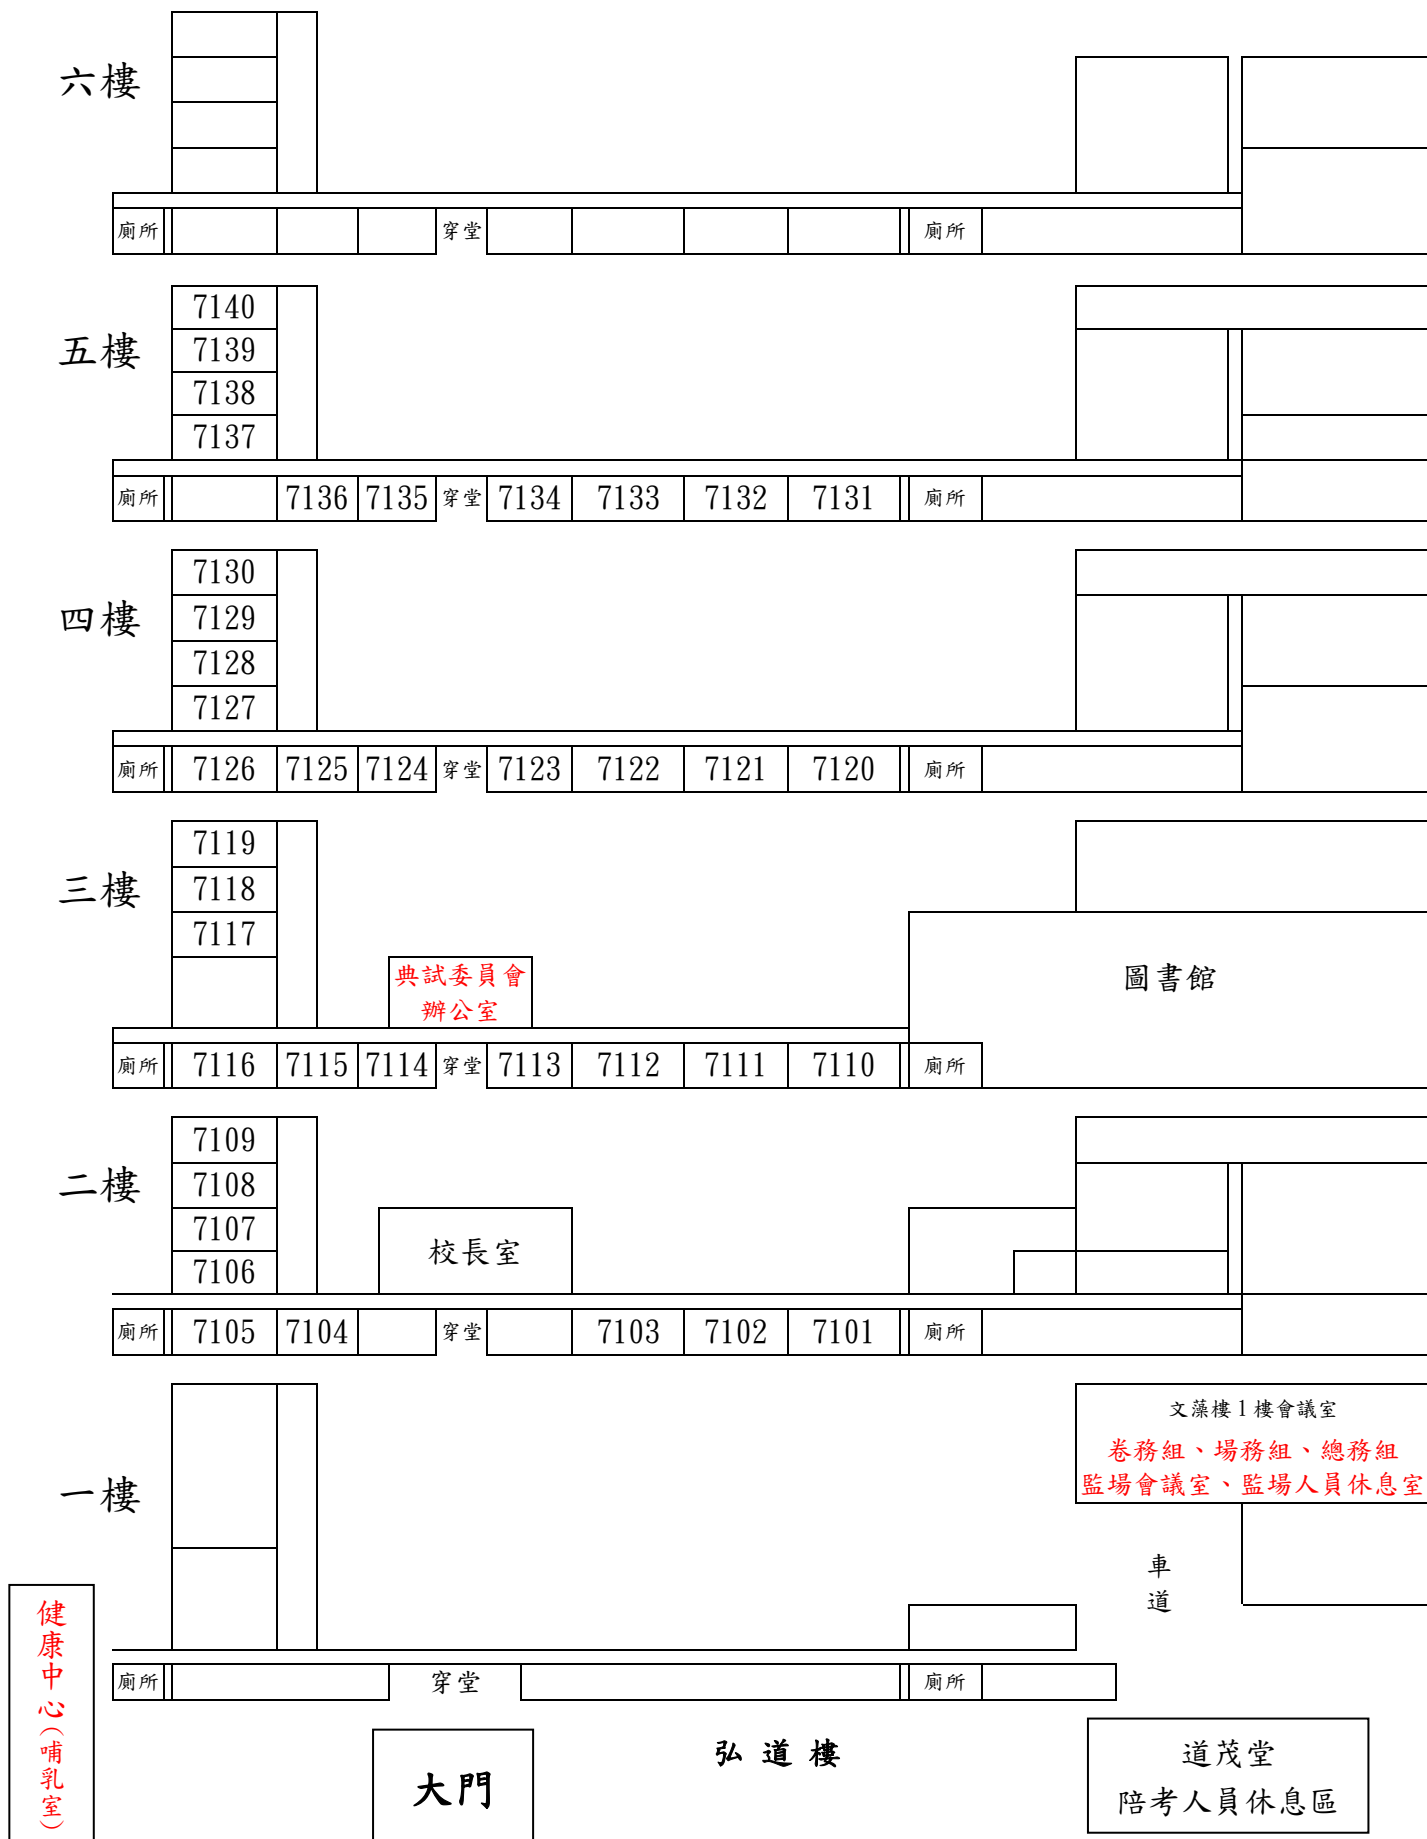 六樓
廁所 穿堂 廁所
7140
五樓
7139
7138
7137
廁所 7136 7135 穿堂 7134 7133 7132 7131 廁所
7130
四樓
7129
7128
7127
廁所 7126 7125 7124 穿堂 7123 7122 7121 7120 廁所
7119
三樓
7118
7117
典試委員會
辦公室
圖書館
廁所 7116 7115 7114 穿堂 7113 7112 7111 7110 廁所
7109
二樓
7108
7107
7106
校長室
廁所 7105 7104 穿堂 7103 7102 7101 廁所
文藻樓1樓會議室
卷務組、場務組、總務組
監場會議室、監場人員休息室
一樓
車道
健康中心(哺乳室)
廁所 穿堂 廁所
大門
弘道樓
道茂堂
陪考人員休息區